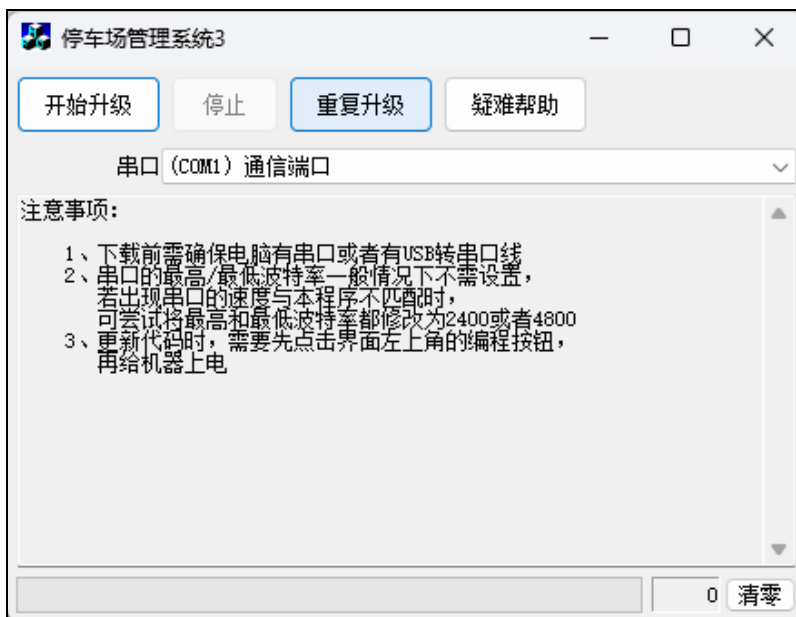 停车场管理系统3
开始升级 停止 重复升级 疑难帮助
串口 (COM1) 通信端口
注意事项：
1、下载前需确保电脑有串口或者有USB转串口线
2、串口的最高/最低波特率一般情况下不需设置，
若出现串口的速度与本程序不匹配时，
可尝试将最高和最低波特率都修改为2400或者4800
3、更新代码时，需要先点击界面左上角的编程按钮，
再给机器上电
0 清零